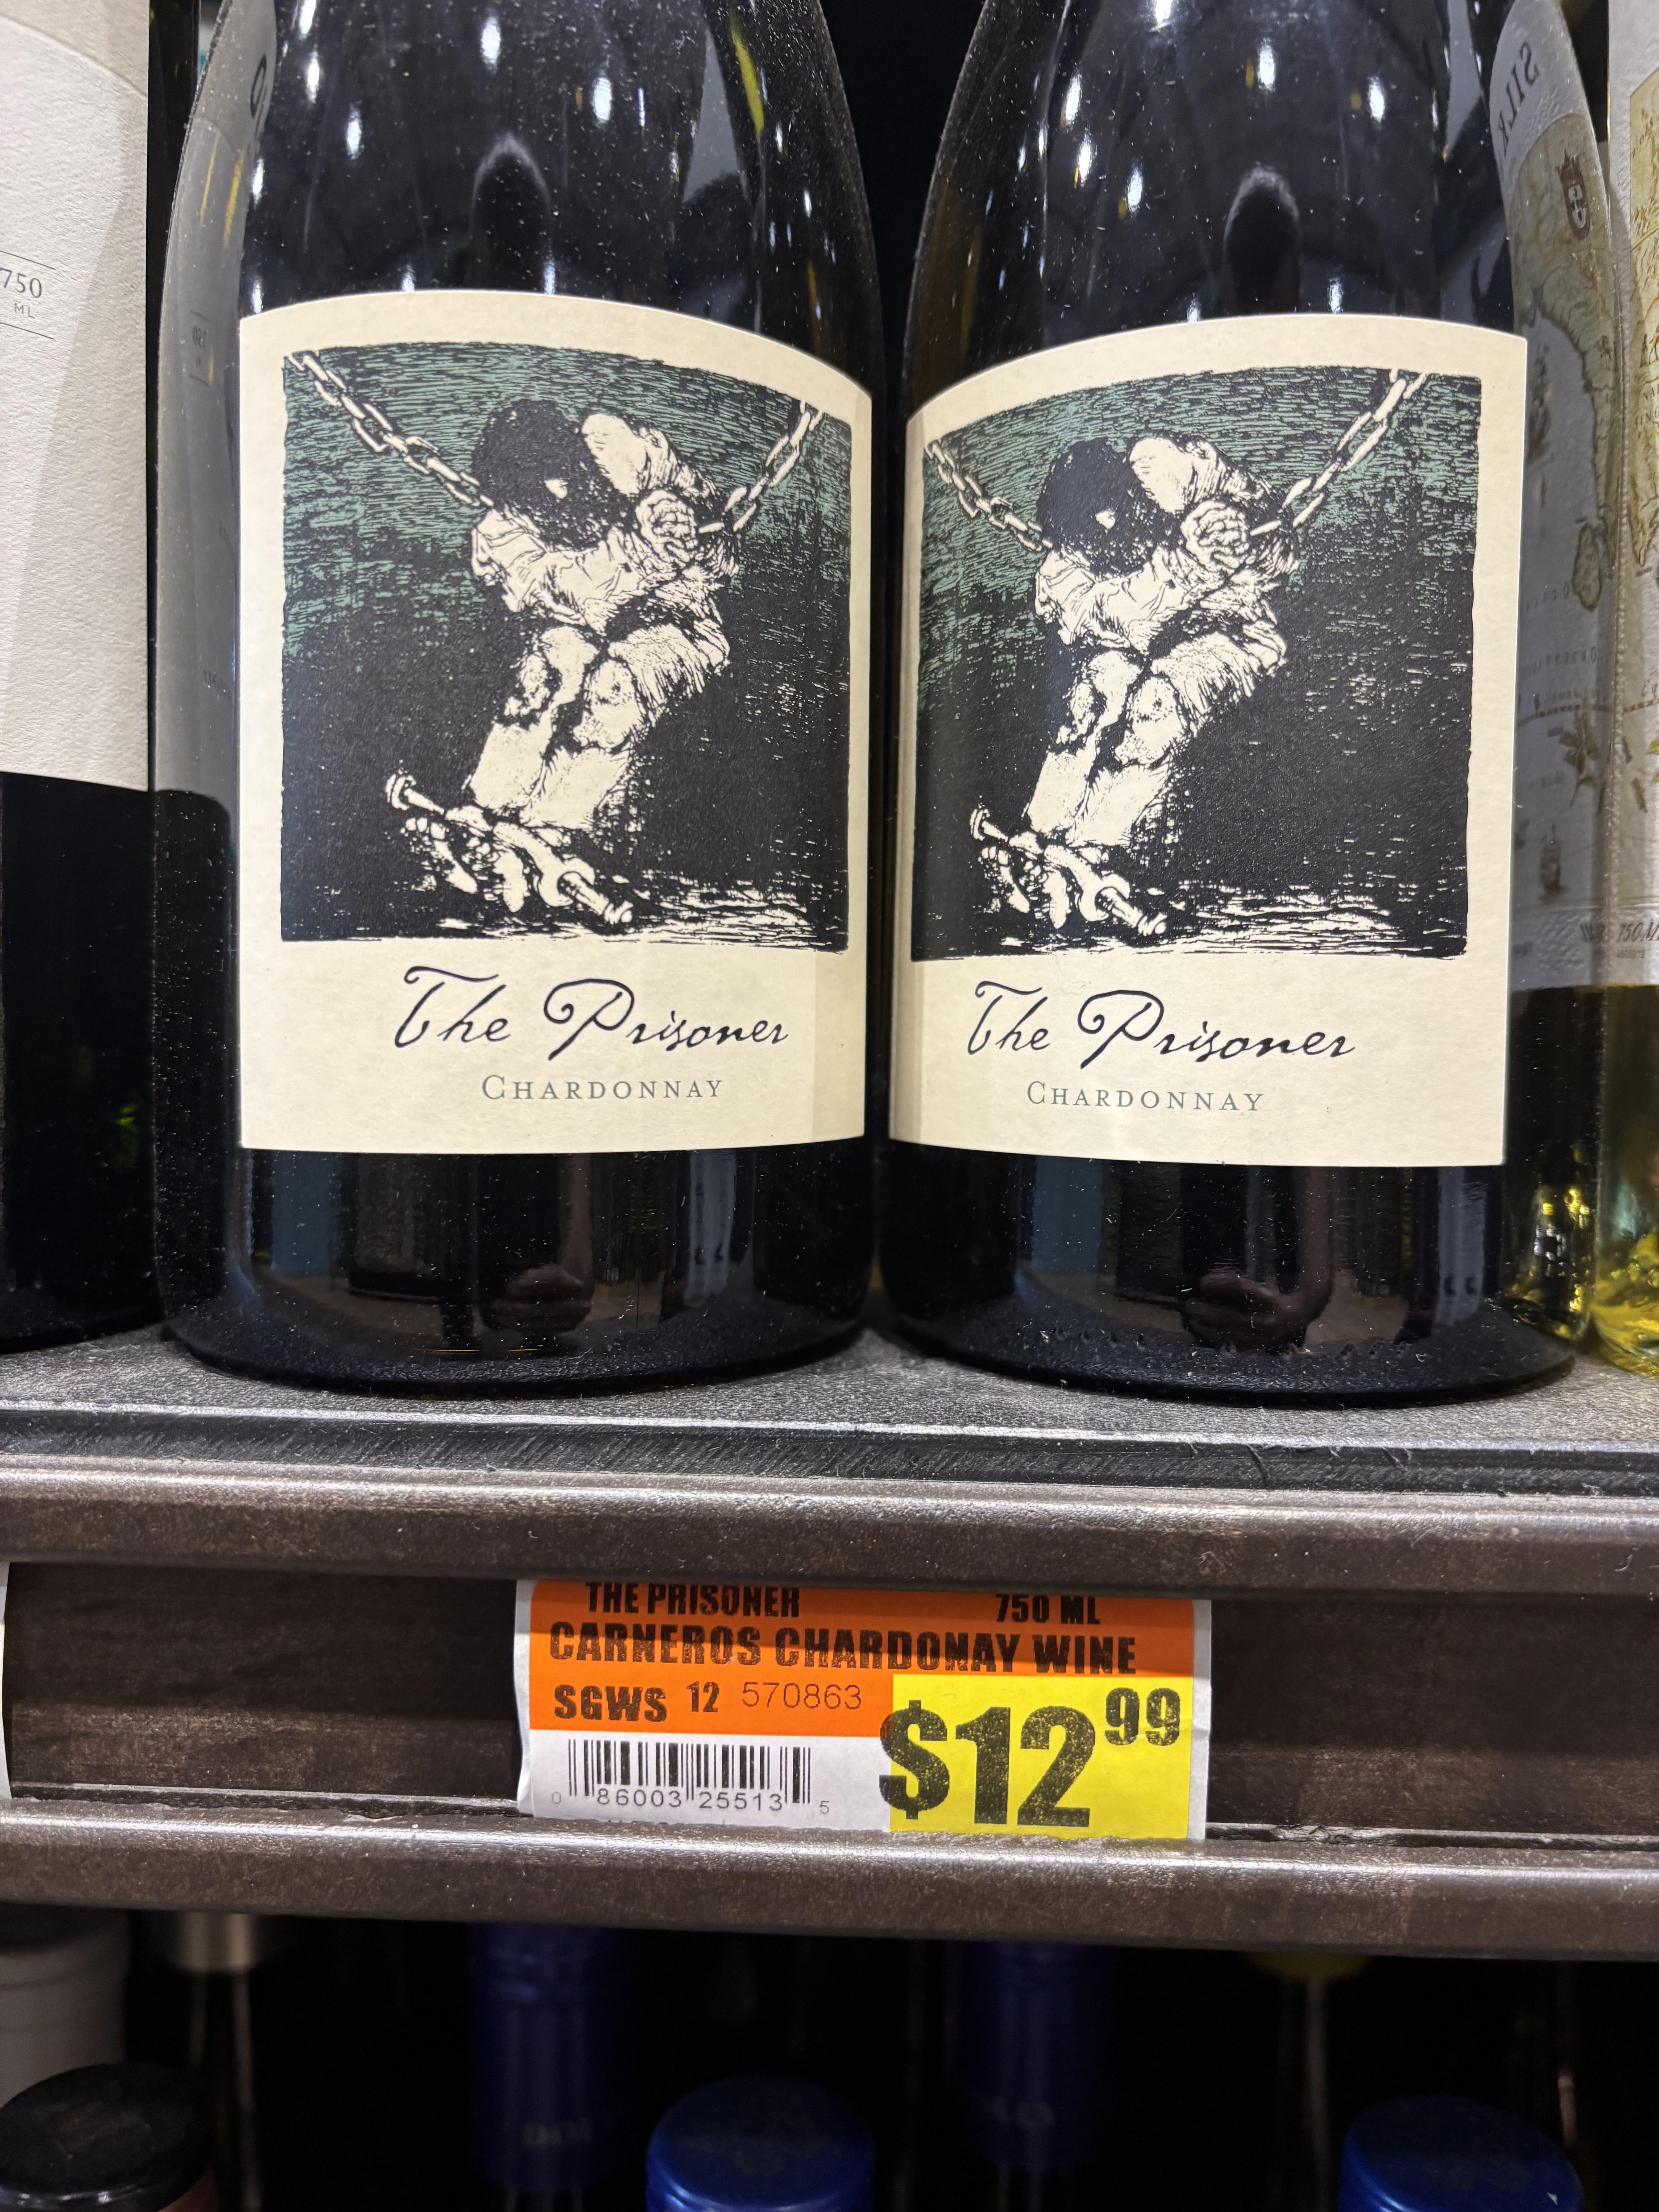 750
ML
The Prisoner
CHARDONNAY
The Prisoner
CHARDONNAY
THE PRISONER 750 ML
CARNEROS CHARDONAY WINE
SGWS 12 570863
$12 99
0 86003 25513 5